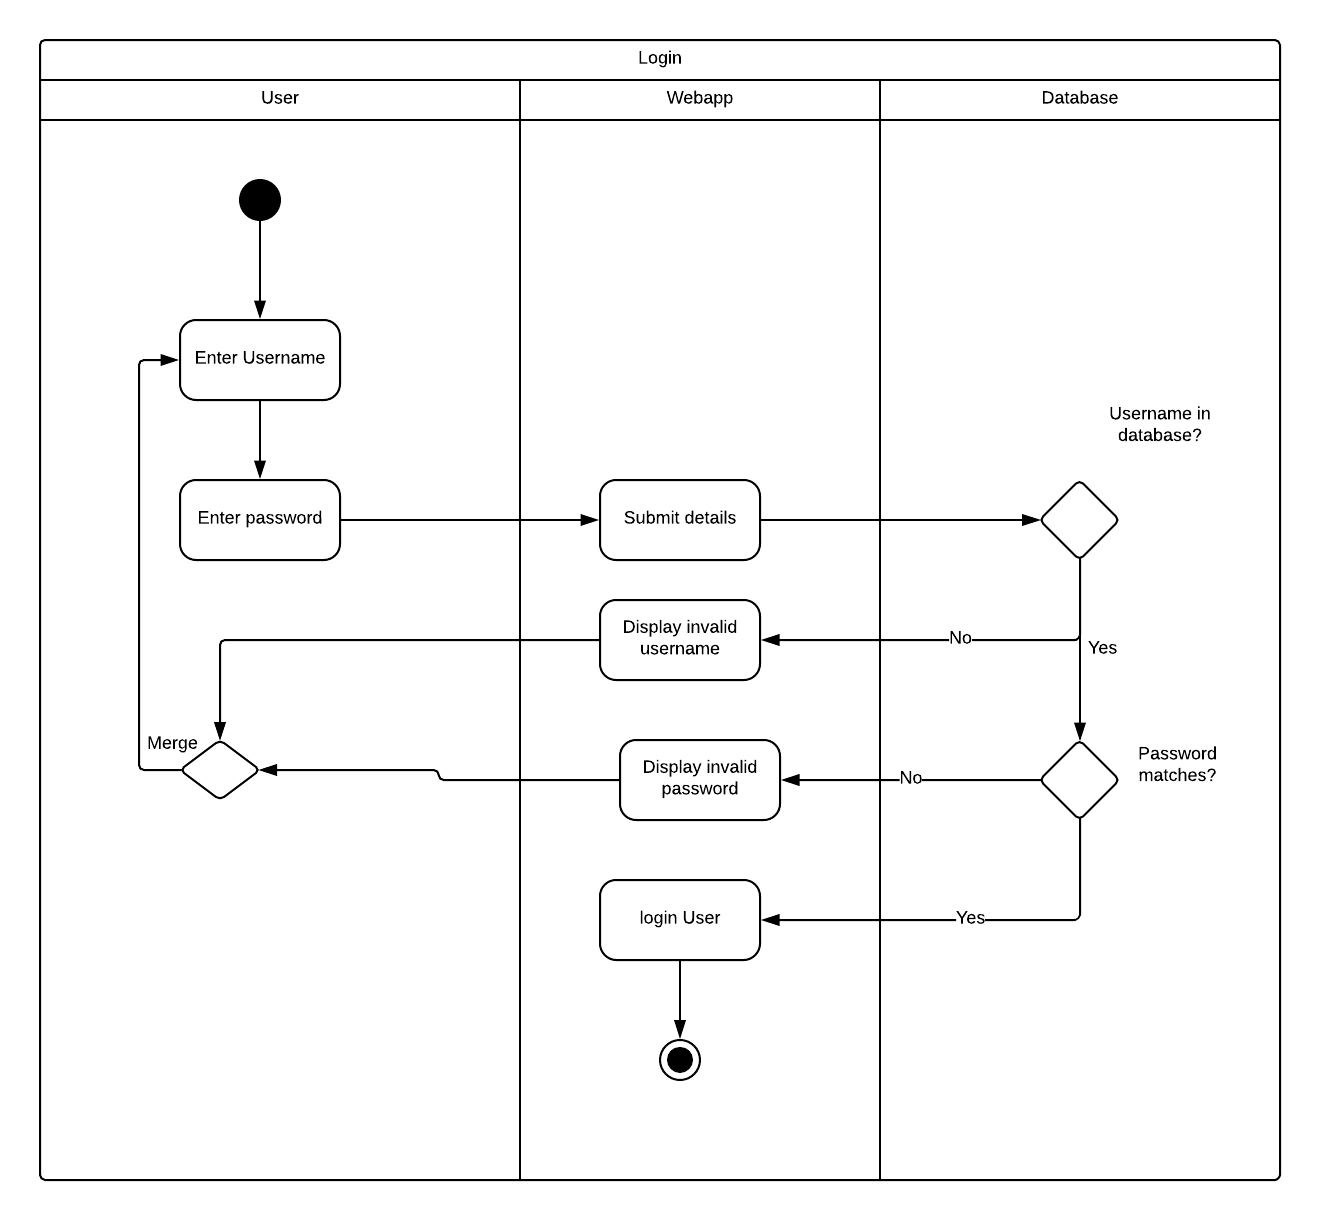 Login
User
Webapp
Database
Enter Username
Username in
database?
Enter password
Submit details
Display invalid
username
No
Yes
Merge
Display invalid
password
No
Password
matches?
login User
Yes